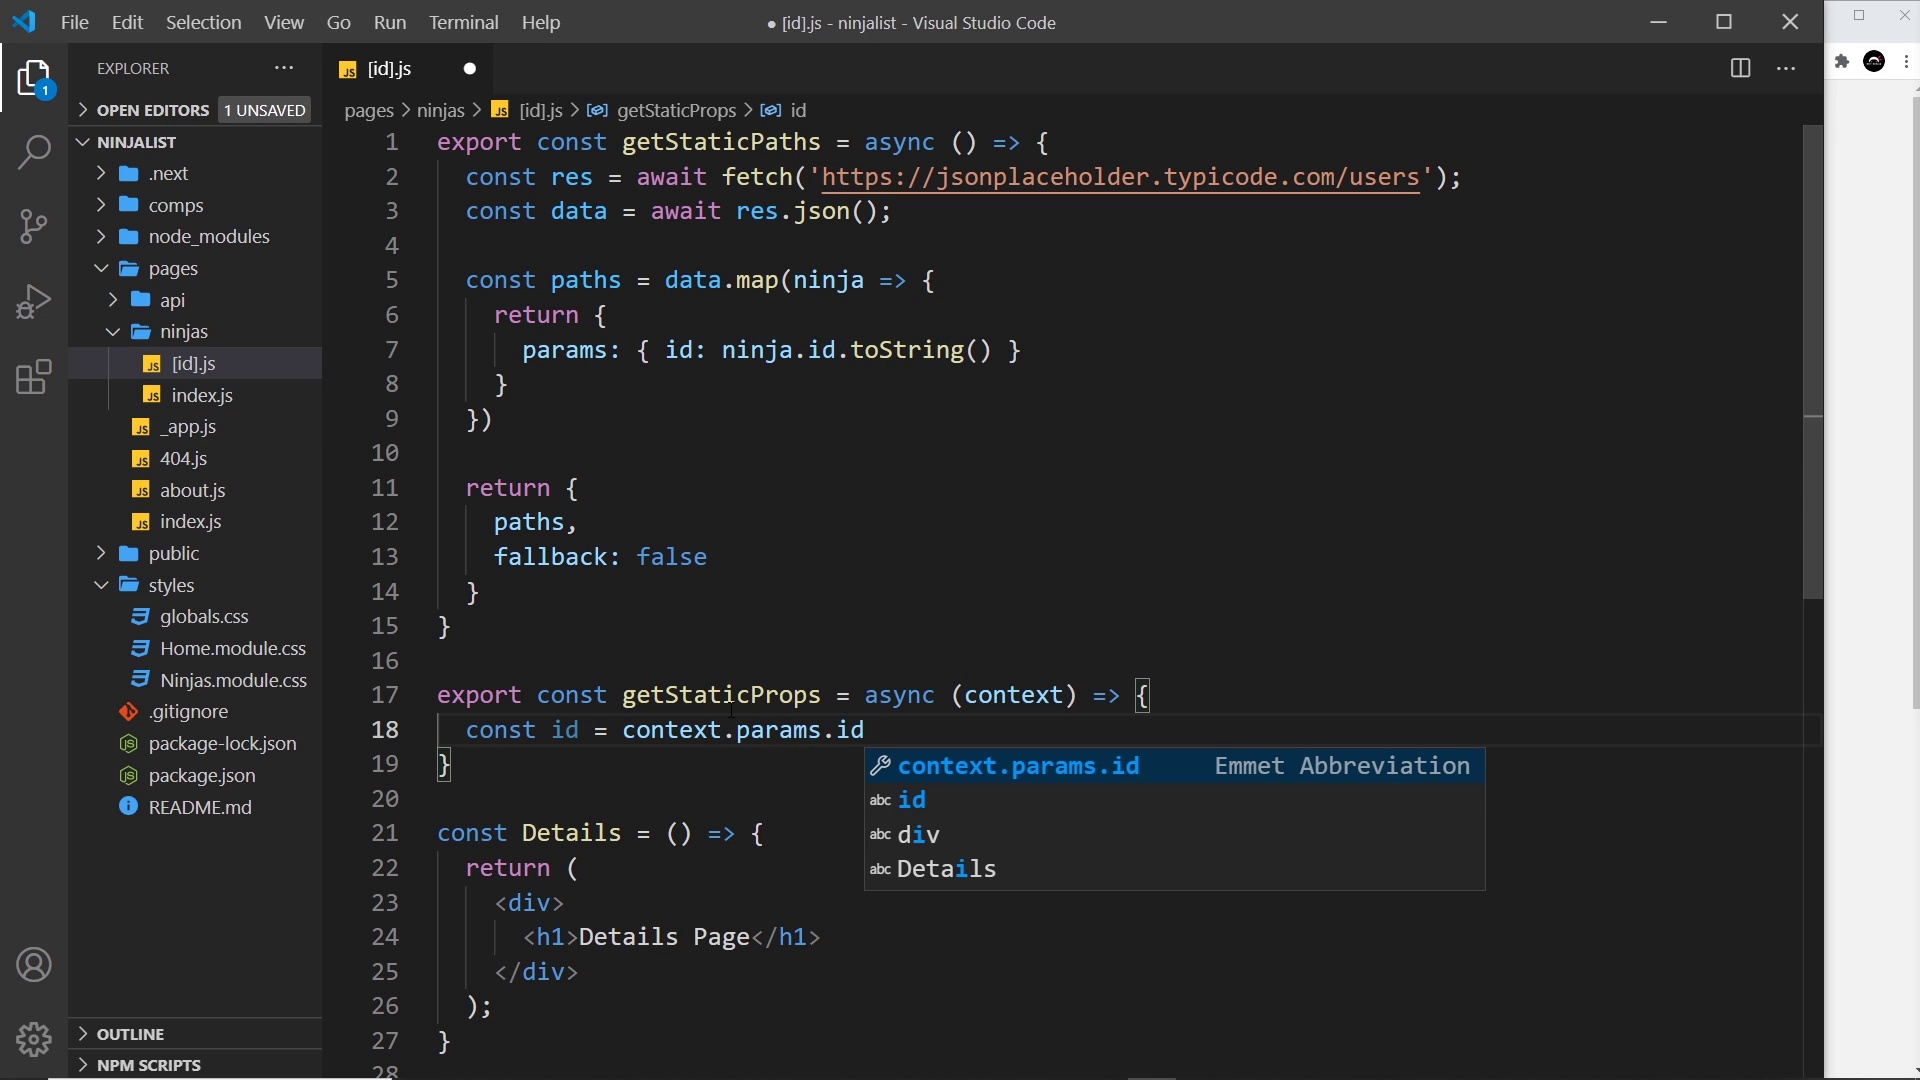 File Edit Selection View Go Run Terminal Help
● [id].js - ninjalist - Visual Studio Code
EXPLORER
OPEN EDITORS 1 UNSAVED
NINJALIST
.next
comps
node_modules
pages
api
ninjas
[id].js
index.js
_app.js
404.js
about.js
index.js
public
styles
globals.css
Home.module.css
Ninjas.module.css
.gitignore
package-lock.json
package.json
README.md
OUTLINE
NPM SCRIPTS
1
JS [id].js
pages > ninjas > JS [id].js > getStaticProps > id
1 export const getStaticPaths = async () => {
2 const res = await fetch('https://jsonplaceholder.typicode.com/users');
3 const data = await res.json();
4
5 const paths = data.map(ninja => {
6 return {
7 params: { id: ninja.id.toString() }
8 }
9 })
10
11 return {
12 paths,
13 fallback: false
14 }
15 }
16
17 export const getStaticProps = async (context) => {
18 const id = context.params.id
19 }
20
21 const Details = () => {
22 return (
23 <div>
24 <h1>Details Page</h1>
25 </div>
26 );
27 }
28
context.params.id Emmet Abbreviation
abc id
abc div
abc Details